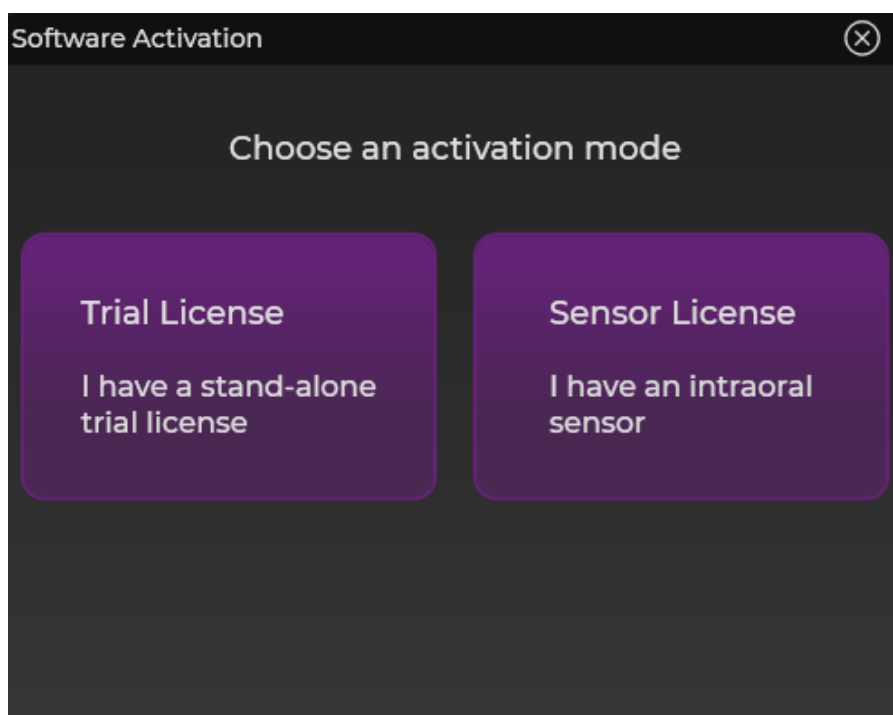 Software Activation
Choose an activation mode
Trial License
I have a stand-alone
trial license
Sensor License
I have an intraoral
sensor